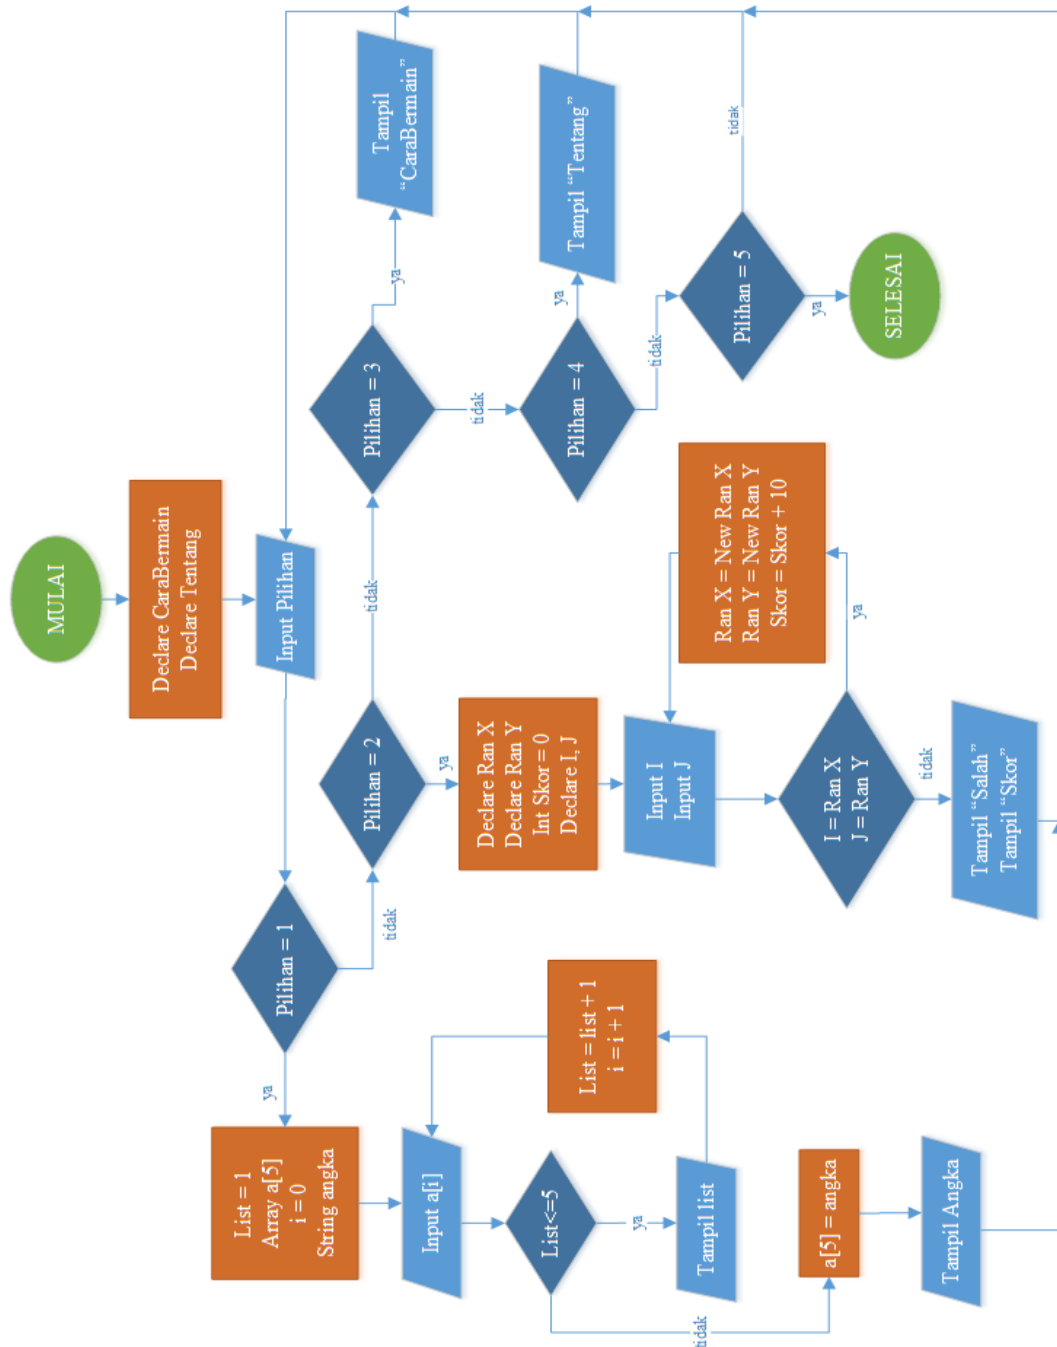 MULAI
Declare CaraBermain
Declare Tentang
Input Pilihan
Pilihan = 1
ya
tidak
List = 1
Array a[5]
i = 0
String angka
Input a[i]
List<=5
ya
tidak
Tampil list
List = list + 1
i = i + 1
a[5] = angka
Tampil Angka
Pilihan = 2
ya
tidak
Declare Ran X
Declare Ran Y
Int Skor = 0
Declare I, J
Input I
Input J
I = Ran X
J = Ran Y
ya
tidak
Ran X = New Ran X
Ran Y = New Ran Y
Skor = Skor + 10
Tampil “Salah”
Tampil “Skor”
Pilihan = 3
ya
tidak
Tampil
“CaraBermain”
Pilihan = 4
ya
tidak
Tampil “Tentang”
Pilihan = 5
tidak
ya
SELESAI